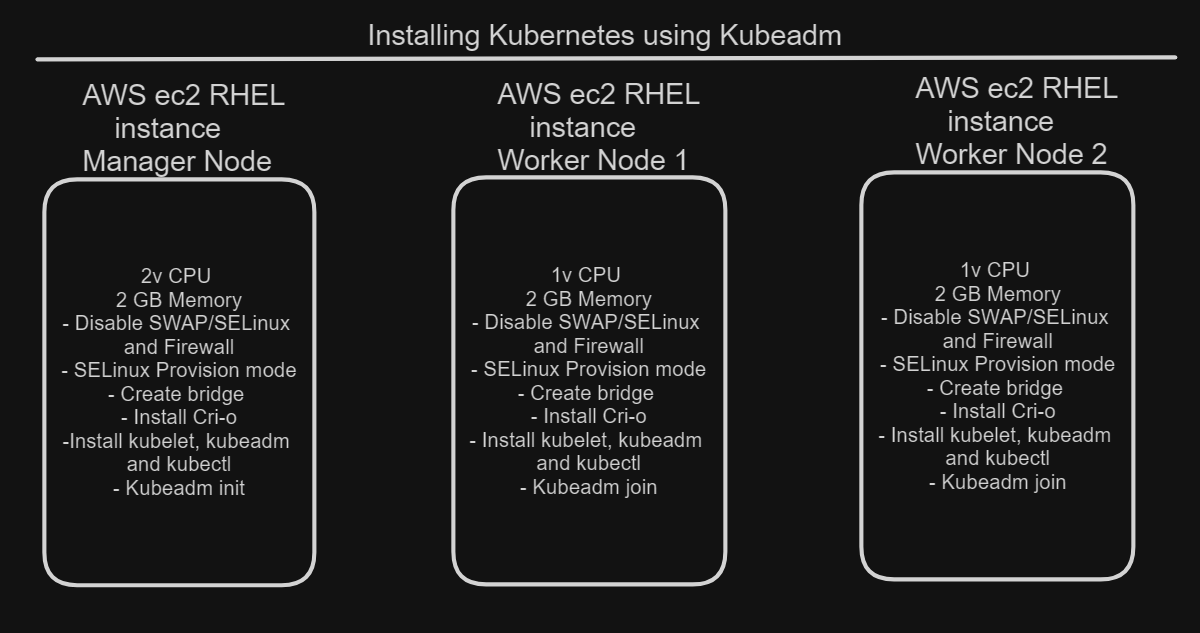 Installing Kubernetes using Kubeadm
AWS ec2 RHEL
instance
Manager Node
2v CPU
2 GB Memory
- Disable SWAP/SELinux
and Firewall
- SELinux Provision mode
- Create bridge
- Install Cri-o
-Install kubelet, kubeadm
and kubectl
- Kubeadm init
AWS ec2 RHEL
instance
Worker Node 1
1v CPU
2 GB Memory
- Disable SWAP/SELinux
and Firewall
- SELinux Provision mode
- Create bridge
- Install Cri-o
- Install kubelet, kubeadm
and kubectl
- Kubeadm join
AWS ec2 RHEL
instance
Worker Node 2
1v CPU
2 GB Memory
- Disable SWAP/SELinux
and Firewall
- SELinux Provision mode
- Create bridge
- Install Cri-o
- Install kubelet, kubeadm
and kubectl
- Kubeadm join